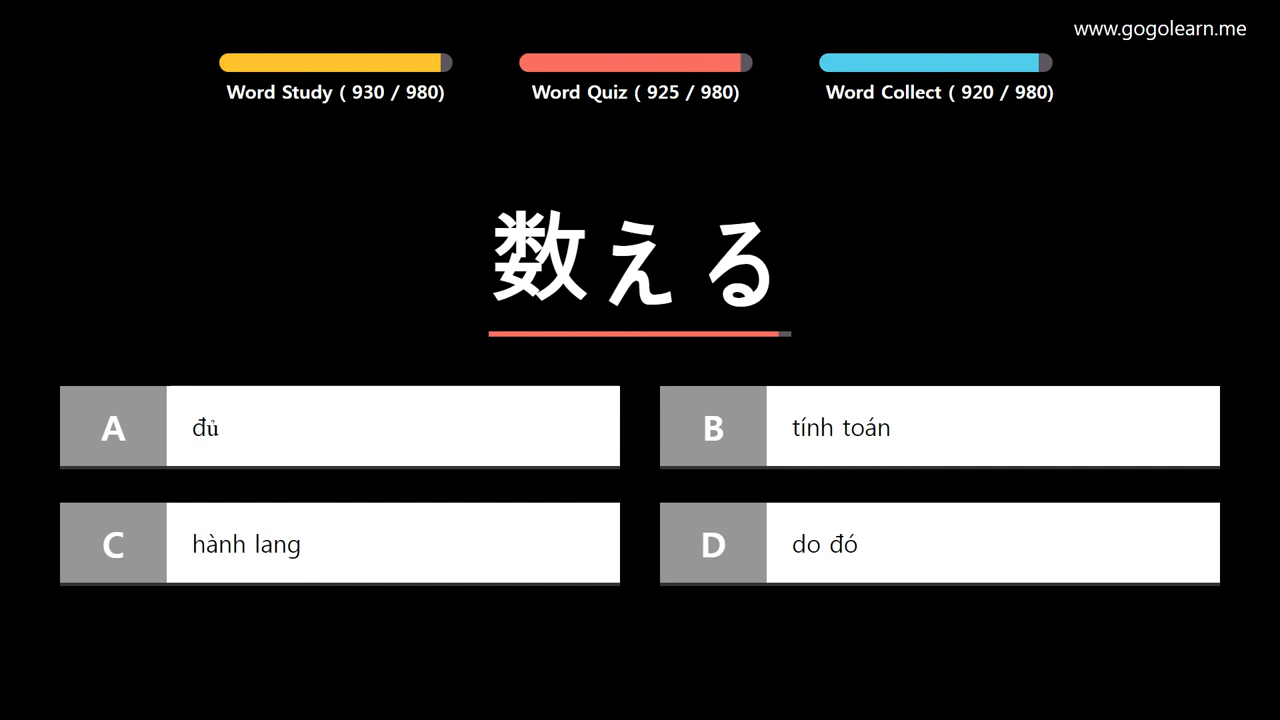 www.gogolearn.me
Word Study ( 930 / 980)
Word Quiz ( 925 / 980)
Word Collect ( 920 / 980)
数える
A
đủ
B
tính toán
C
hành lang
D
do đó